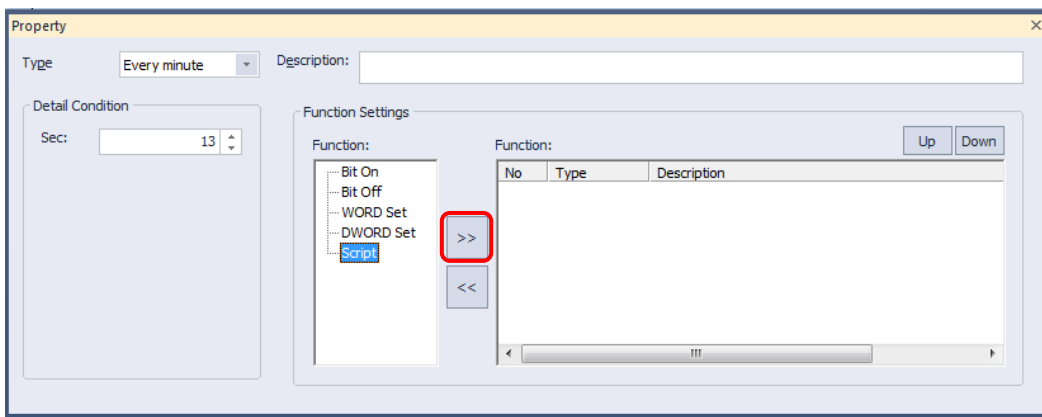 Property
Type Every minute Description:
Detail Condition
Sec: 13
Function Settings
Function:
Bit On
Bit Off
WORD Set
DWORD Set
Script
>>
<<
Function: Up Down
No Type Description